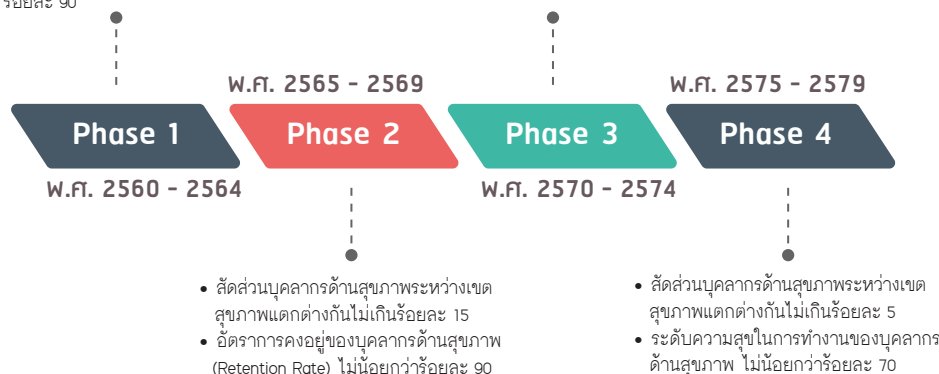 ร้อยละ 90
พ.ศ. 2565 - 2569
พ.ศ. 2575 - 2579
Phase 1
Phase 2
Phase 3
Phase 4
พ.ศ. 2560 - 2564
พ.ศ. 2570 - 2574
• สัดส่วนบุคลากรด้านสุขภาพระหว่างเขต
สุขภาพแตกต่างกันไม่เกินร้อยละ 15
• อัตราการคงอยู่ของบุคลากรด้านสุขภาพ
(Retention Rate) ไม่น้อยกว่าร้อยละ 90
• สัดส่วนบุคลากรด้านสุขภาพระหว่างเขต
สุขภาพแตกต่างกันไม่เกินร้อยละ 5
• ระดับความสุขในการทำงานของบุคลากร
ด้านสุขภาพ ไม่น้อยกว่าร้อยละ 70